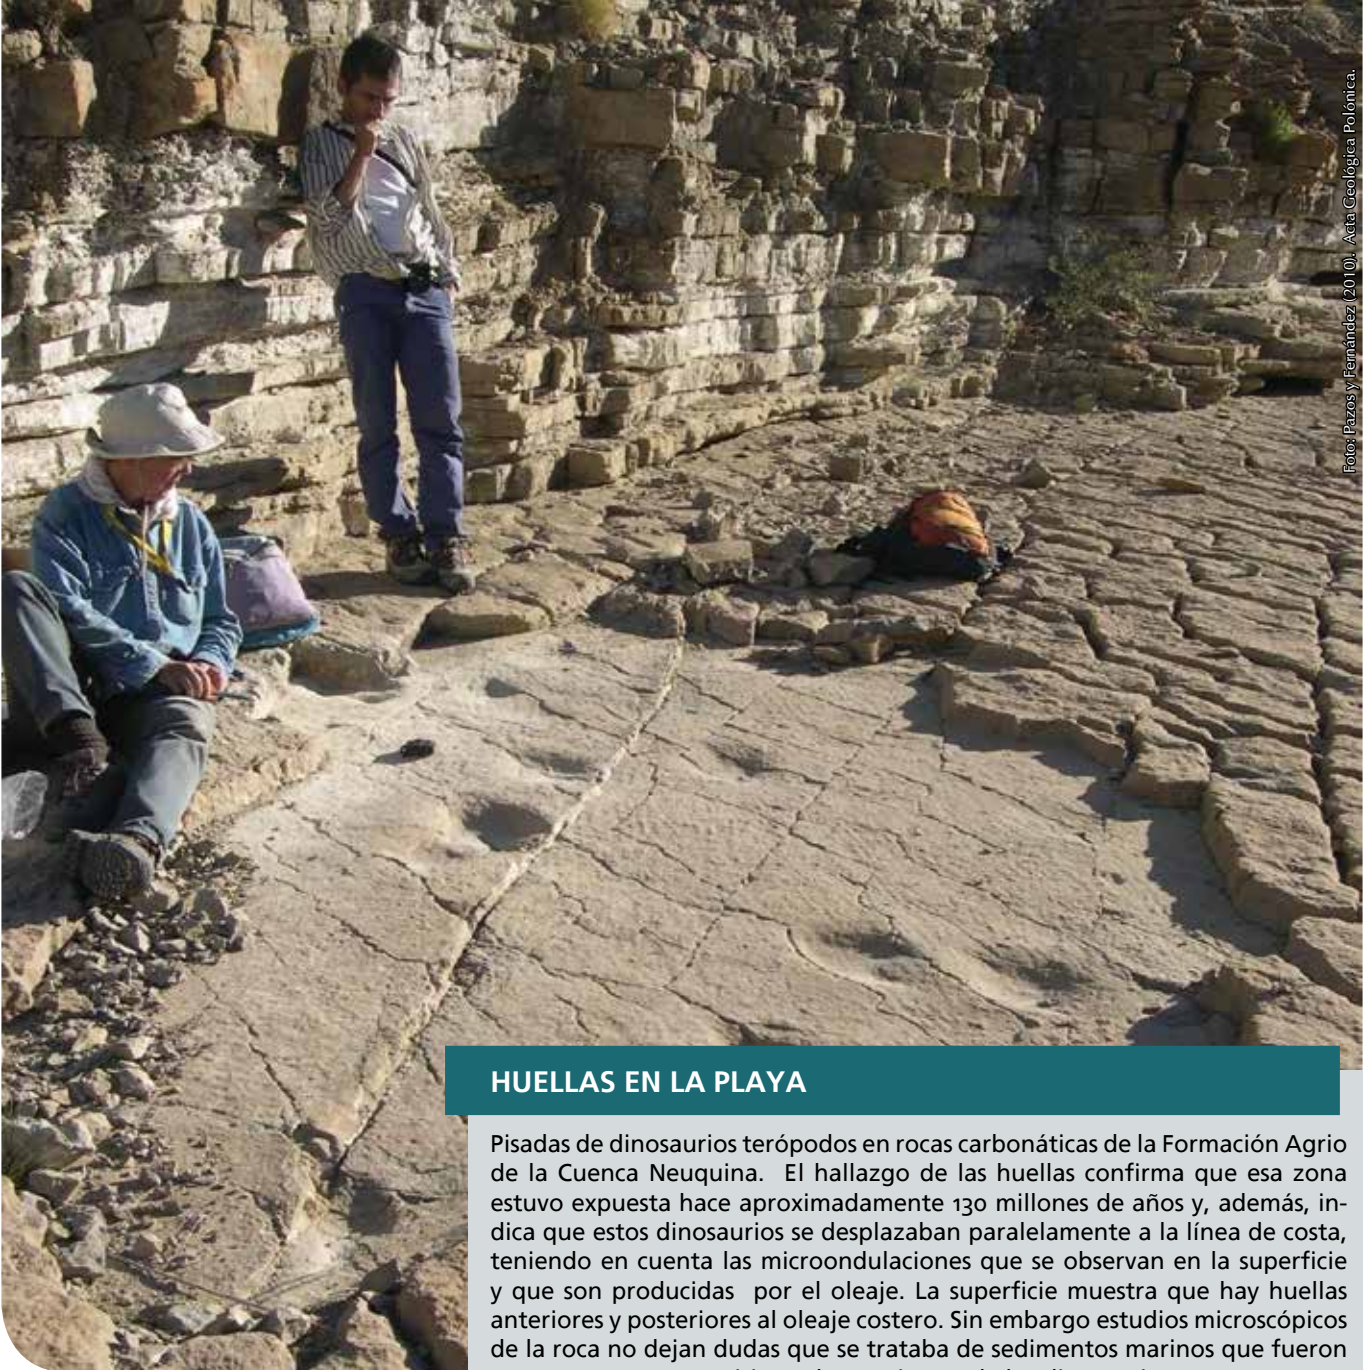 Foto: Pazos y Fernández (2010). Acta Geológica Polónica.
HUELLAS EN LA PLAYA
Pisadas de dinosaurios terópodos en rocas carbonáticas de la Formación Agrio
de la Cuenca Neuquina. El hallazgo de las huellas confirma que esa zona
estuvo expuesta hace aproximadamente 130 millones de años y, además, in-
dica que estos dinosaurios se desplazaban paralelamente a la línea de costa,
teniendo en cuenta las microondulaciones que se observan en la superficie
y que son producidas por el oleaje. La superficie muestra que hay huellas
anteriores y posteriores al oleaje costero. Sin embargo estudios microscópicos
de la roca no dejan dudas que se trataba de sedimentos marinos que fueron